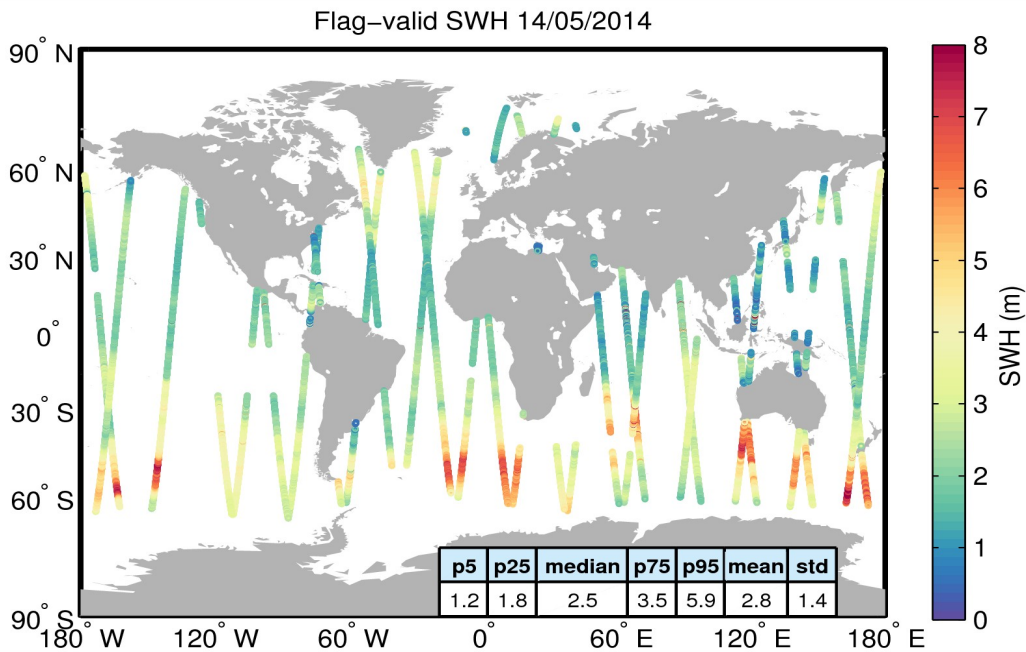 Flag−valid SWH 14/05/2014
90° N
60° N
30° N
0°
30° S
60° S
90° S
180° W
120° W
60° W
0°
60° E
120° E
180° E
p5 p25 median p75 p95 mean std
1.2 1.8 2.5 3.5 5.9 2.8 1.4
8
7
6
5
4
3
2
1
0
SWH (m)